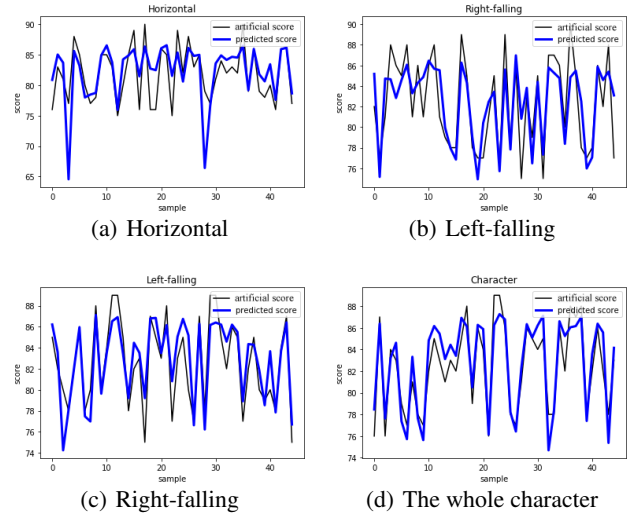 Horizontal
artificial score
predicted score
90
85
80
75
70
65
score
0
10
20
30
40
sample
(a) Horizontal
Right-falling
artificial score
predicted score
90
88
86
84
82
80
78
76
score
0
10
20
30
40
sample
(b) Left-falling
Left-falling
artificial score
predicted score
88
86
84
82
80
78
76
74
score
0
10
20
30
40
sample
(c) Right-falling
Character
artificial score
predicted score
88
86
84
82
80
78
76
74
score
0
10
20
30
40
sample
(d) The whole character